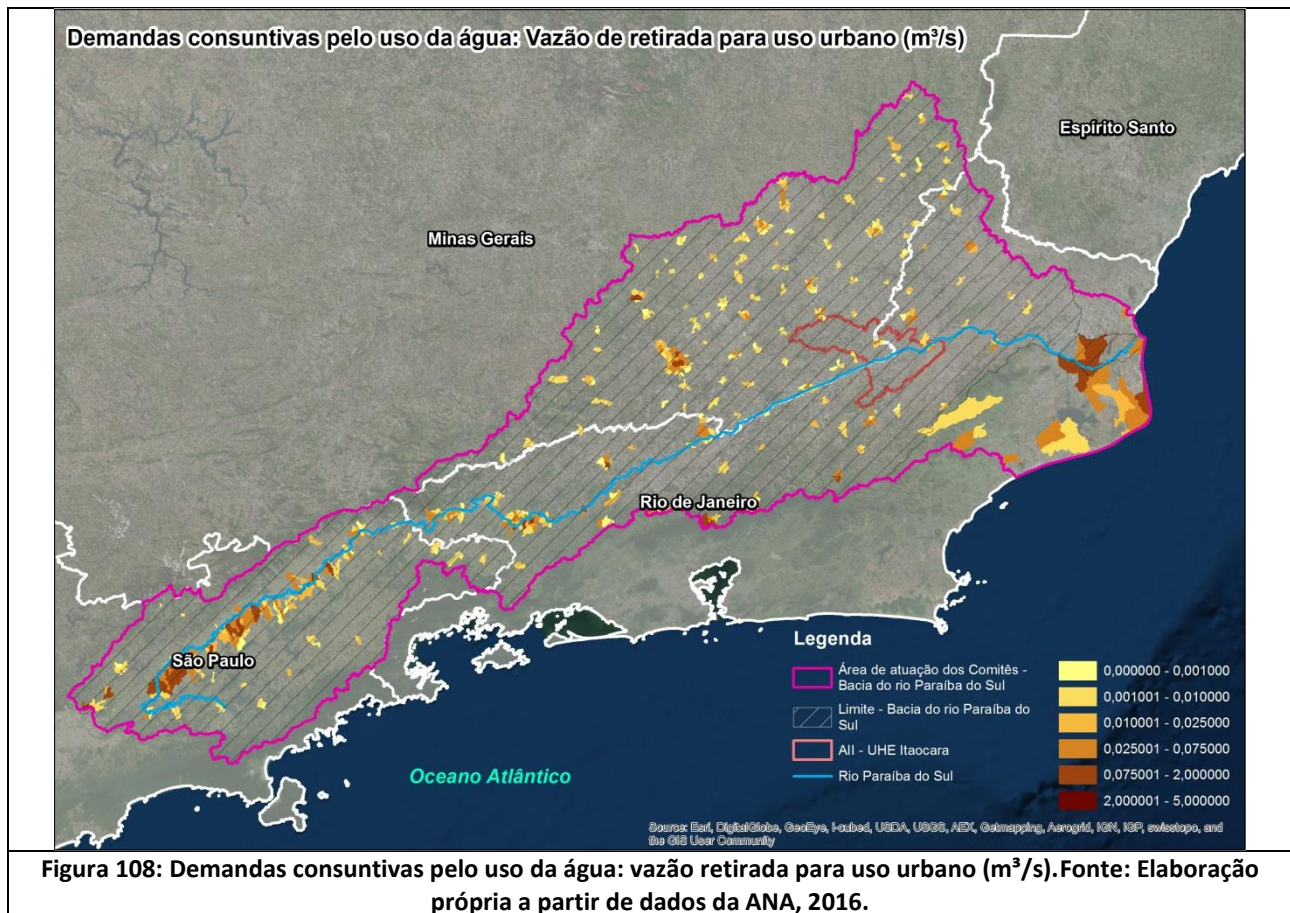 Demandas consuntivas pelo uso da água: Vazão de retirada para uso urbano (m³/s)
Espírito Santo
Minas Gerais
Rio de Janeiro
São Paulo
Oceano Atlântico
Legenda
Área de atuação dos Comitês -
Bacia do rio Paraíba do Sul
Limite - Bacia do rio Paraíba do
Sul
AII - UHE Itaocara
Rio Paraíba do Sul
0,000000 - 0,001000
0,001001 - 0,010000
0,010001 - 0,025000
0,025001 - 0,075000
0,075001 - 2,000000
2,000001 - 5,000000
Source: Esri, DigitalGlobe, GeoEye, i-cubed, USDA, USGS, AEX, Getmapping, Aerogrid, IGN, IGP, swisstopo, and
the GIS User Community
Figura 108: Demandas consuntivas pelo uso da água: vazão retirada para uso urbano (m³/s).Fonte: Elaboração
própria a partir de dados da ANA, 2016.